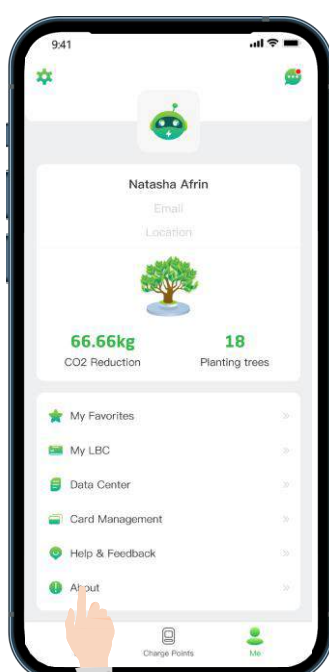 9:41
Natasha Afrin
Email
Location
66.66kg 18
CO2 Reduction Planting trees
My Favorites
My LBC
Data Center
Card Management
Help & Feedback
About
Charge Points Me